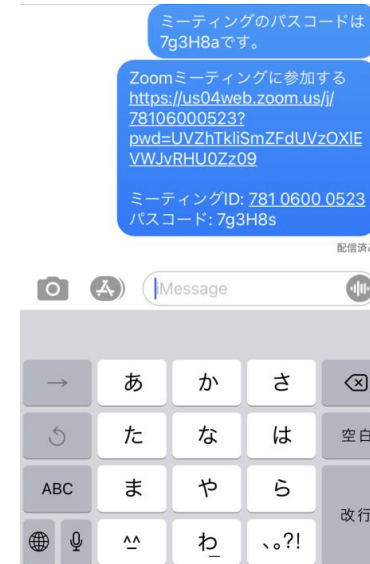 ミーティングのパスコードは
7g3H8aです。
Zoomミーティングに参加する
https://us04web.zoom.us/j/
78106000523?
pwd=UVZhTkliSmZFdUVzOXlE
VWJvRHU0Zz09
ミーティングID: 781 0600 0523
パスコード: 7g3H8s
配信済み
iMessage
→ あ か さ
た な は 空白
ABC ま や ら
^^ わ 、。?! 改行